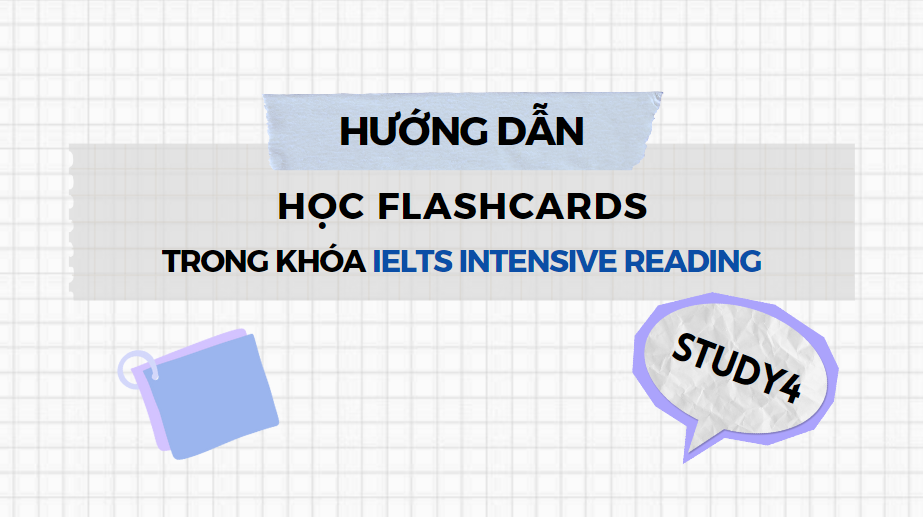 HƯỚNG DẪN
HỌC FLASHCARDS
TRONG KHÓA IELTS INTENSIVE READING
STUDY4